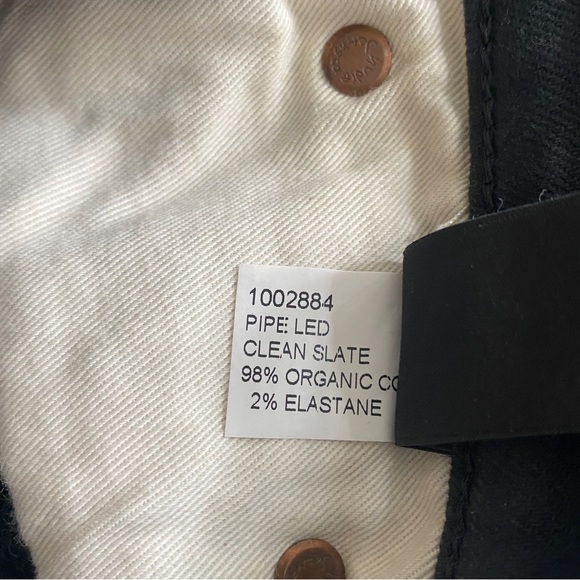 1002884
PIPE LED
CLEAN SLATE
98% ORGANIC CO
2% ELASTANE